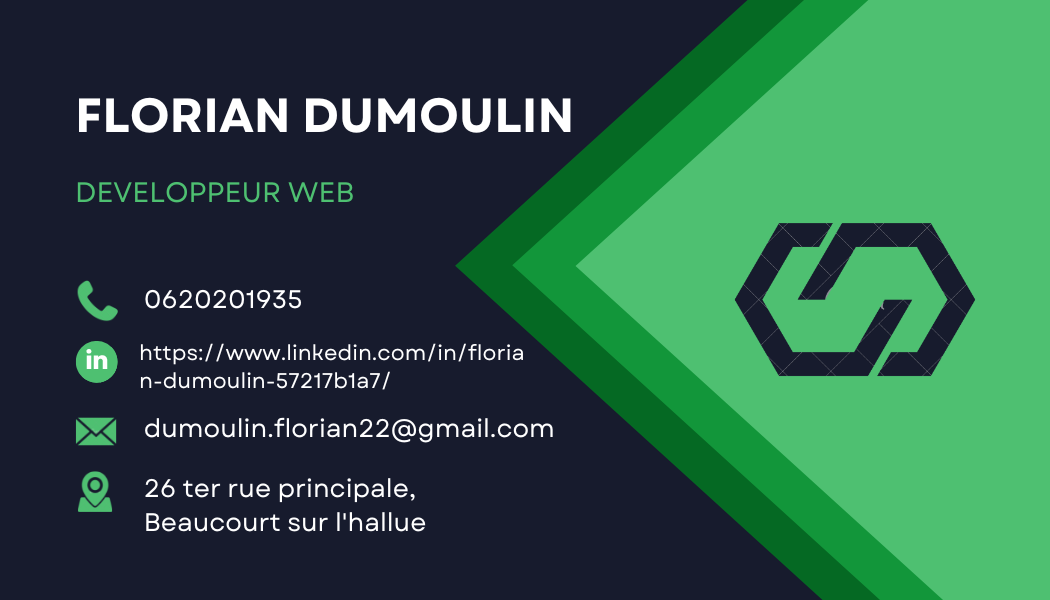 FLORIAN DUMOULIN
DEVELOPPEUR WEB
0620201935
in
https://www.linkedin.com/in/floria
n-dumoulin-57217b1a7/
dumoulin.florian22@gmail.com
26 ter rue principale,
Beaucourt sur l'hallue